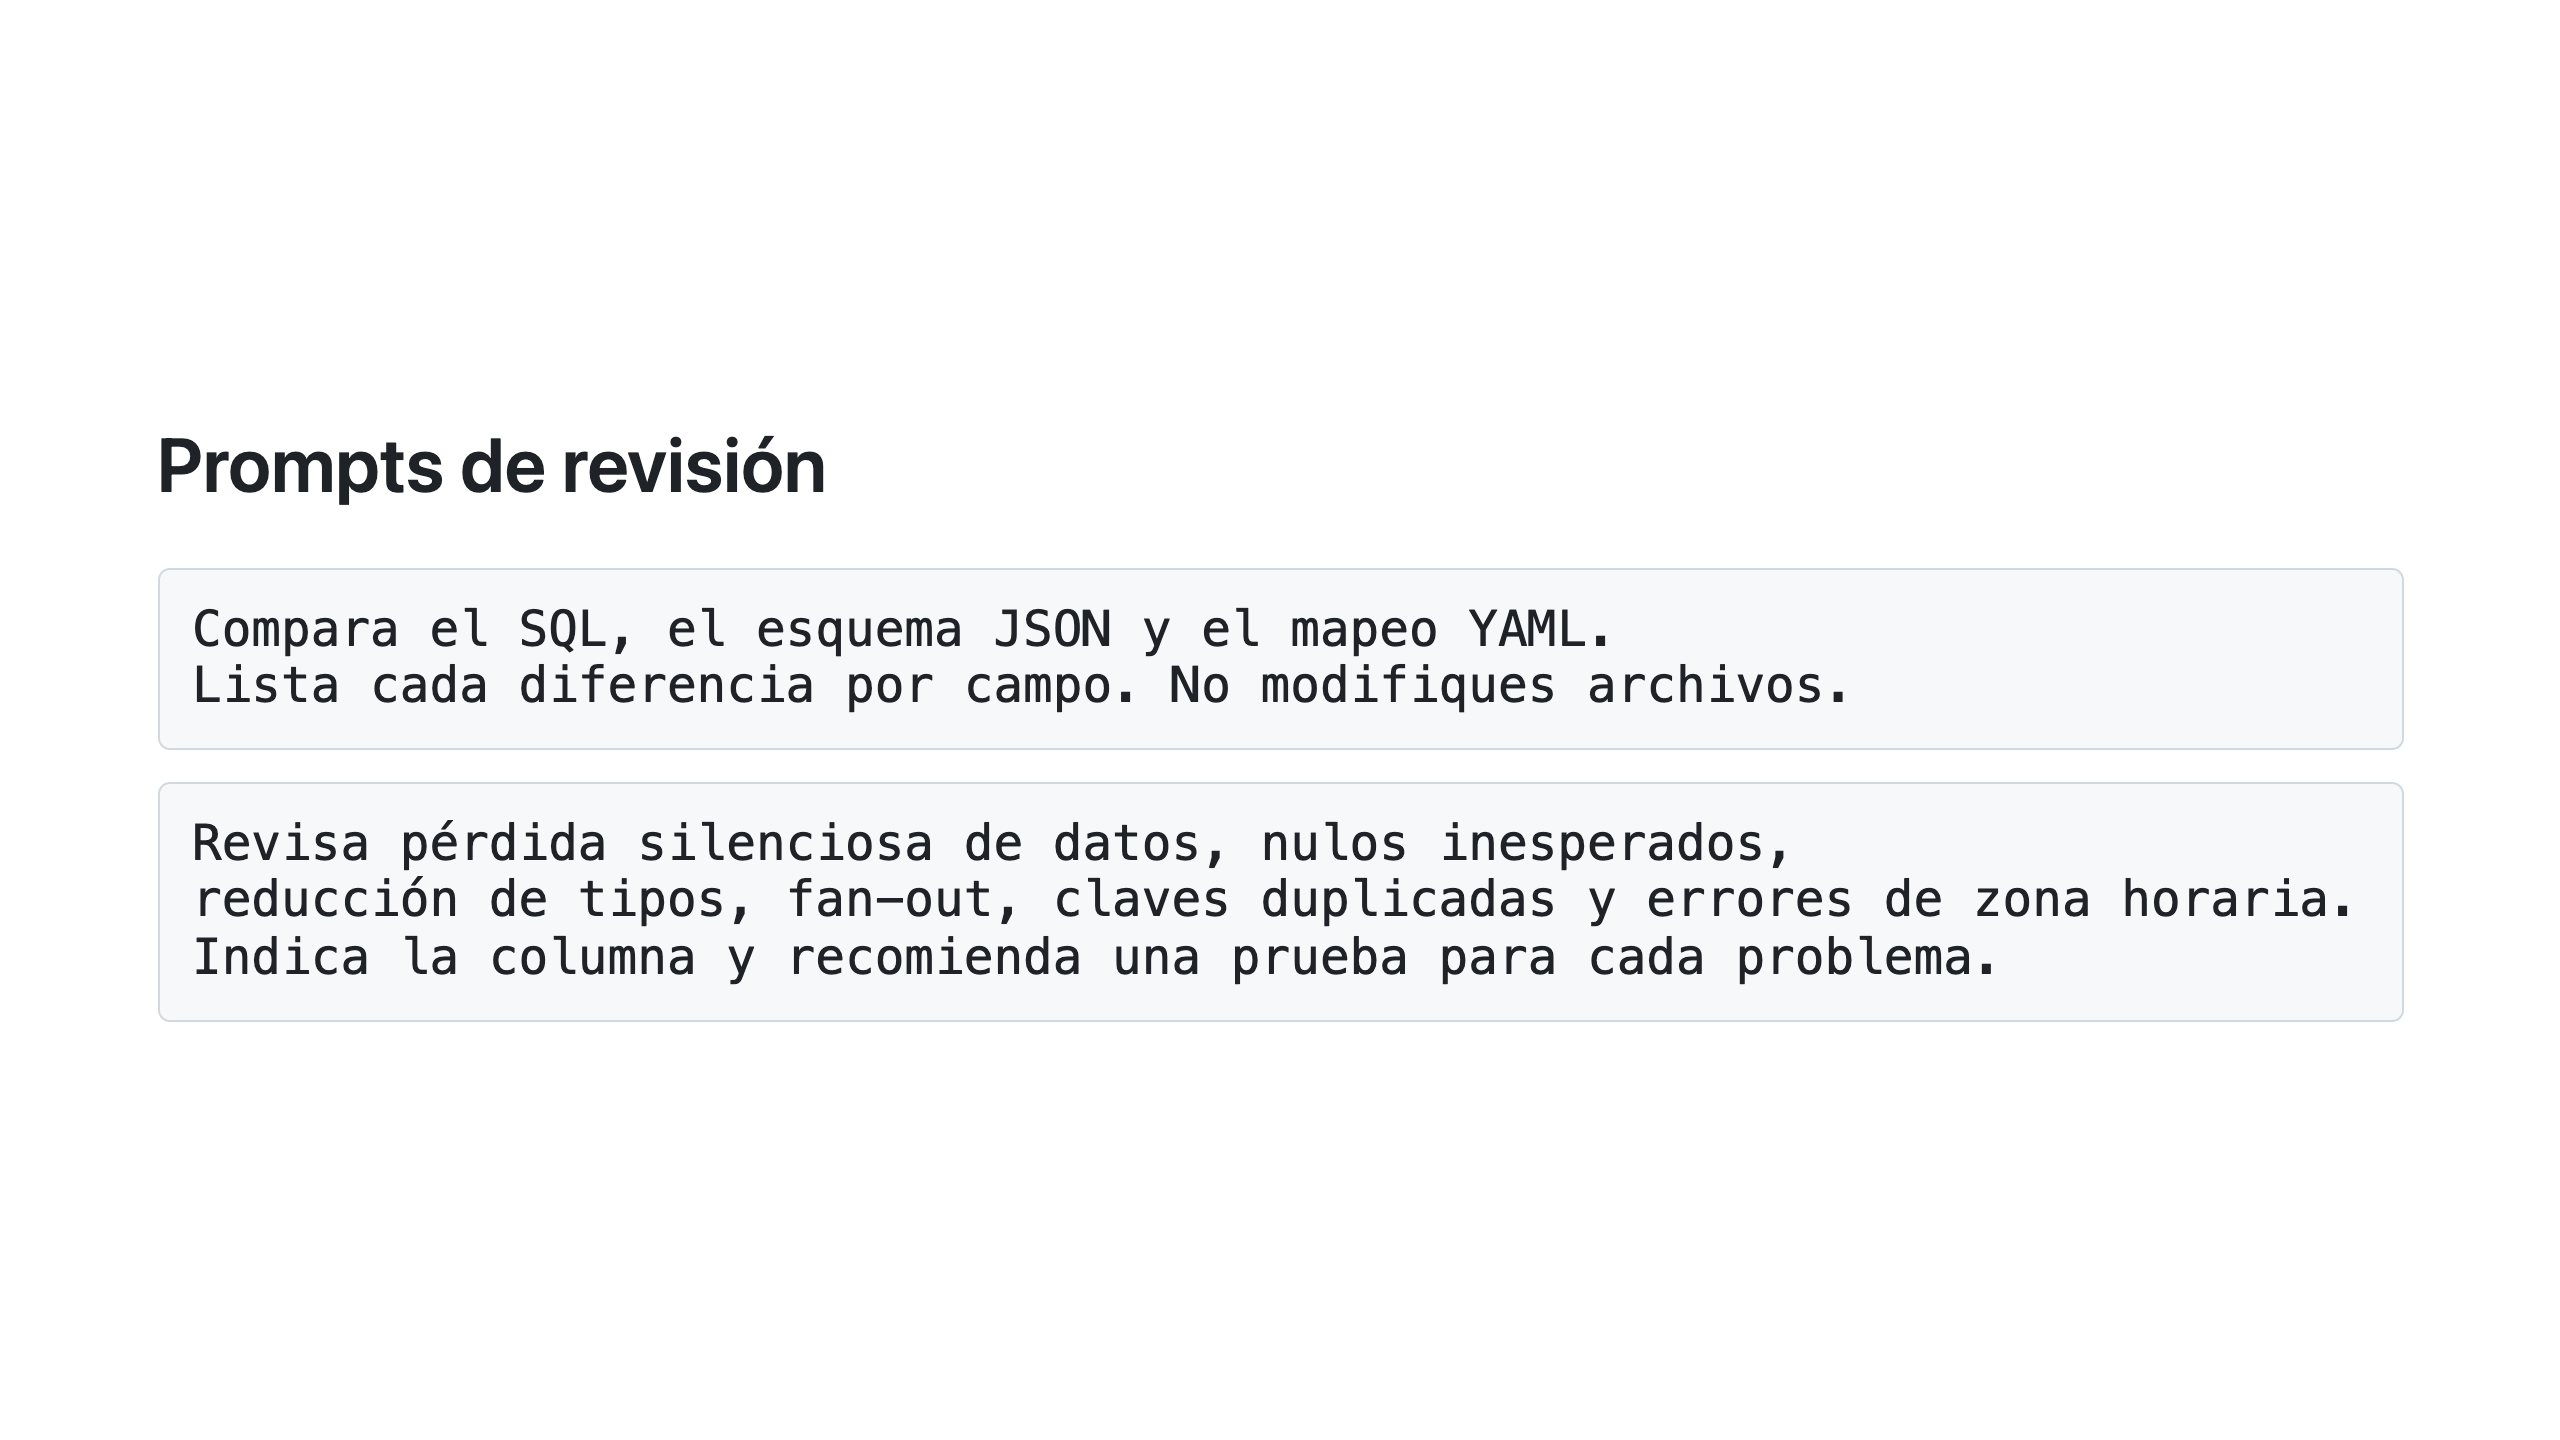 Prompts de revisión
Compara el SQL, el esquema JSON y el mapeo YAML.
Lista cada diferencia por campo. No modifiques archivos.
Revisa pérdida silenciosa de datos, nulos inesperados,
reducción de tipos, fan-out, claves duplicadas y errores de zona horaria.
Indica la columna y recomienda una prueba para cada problema.